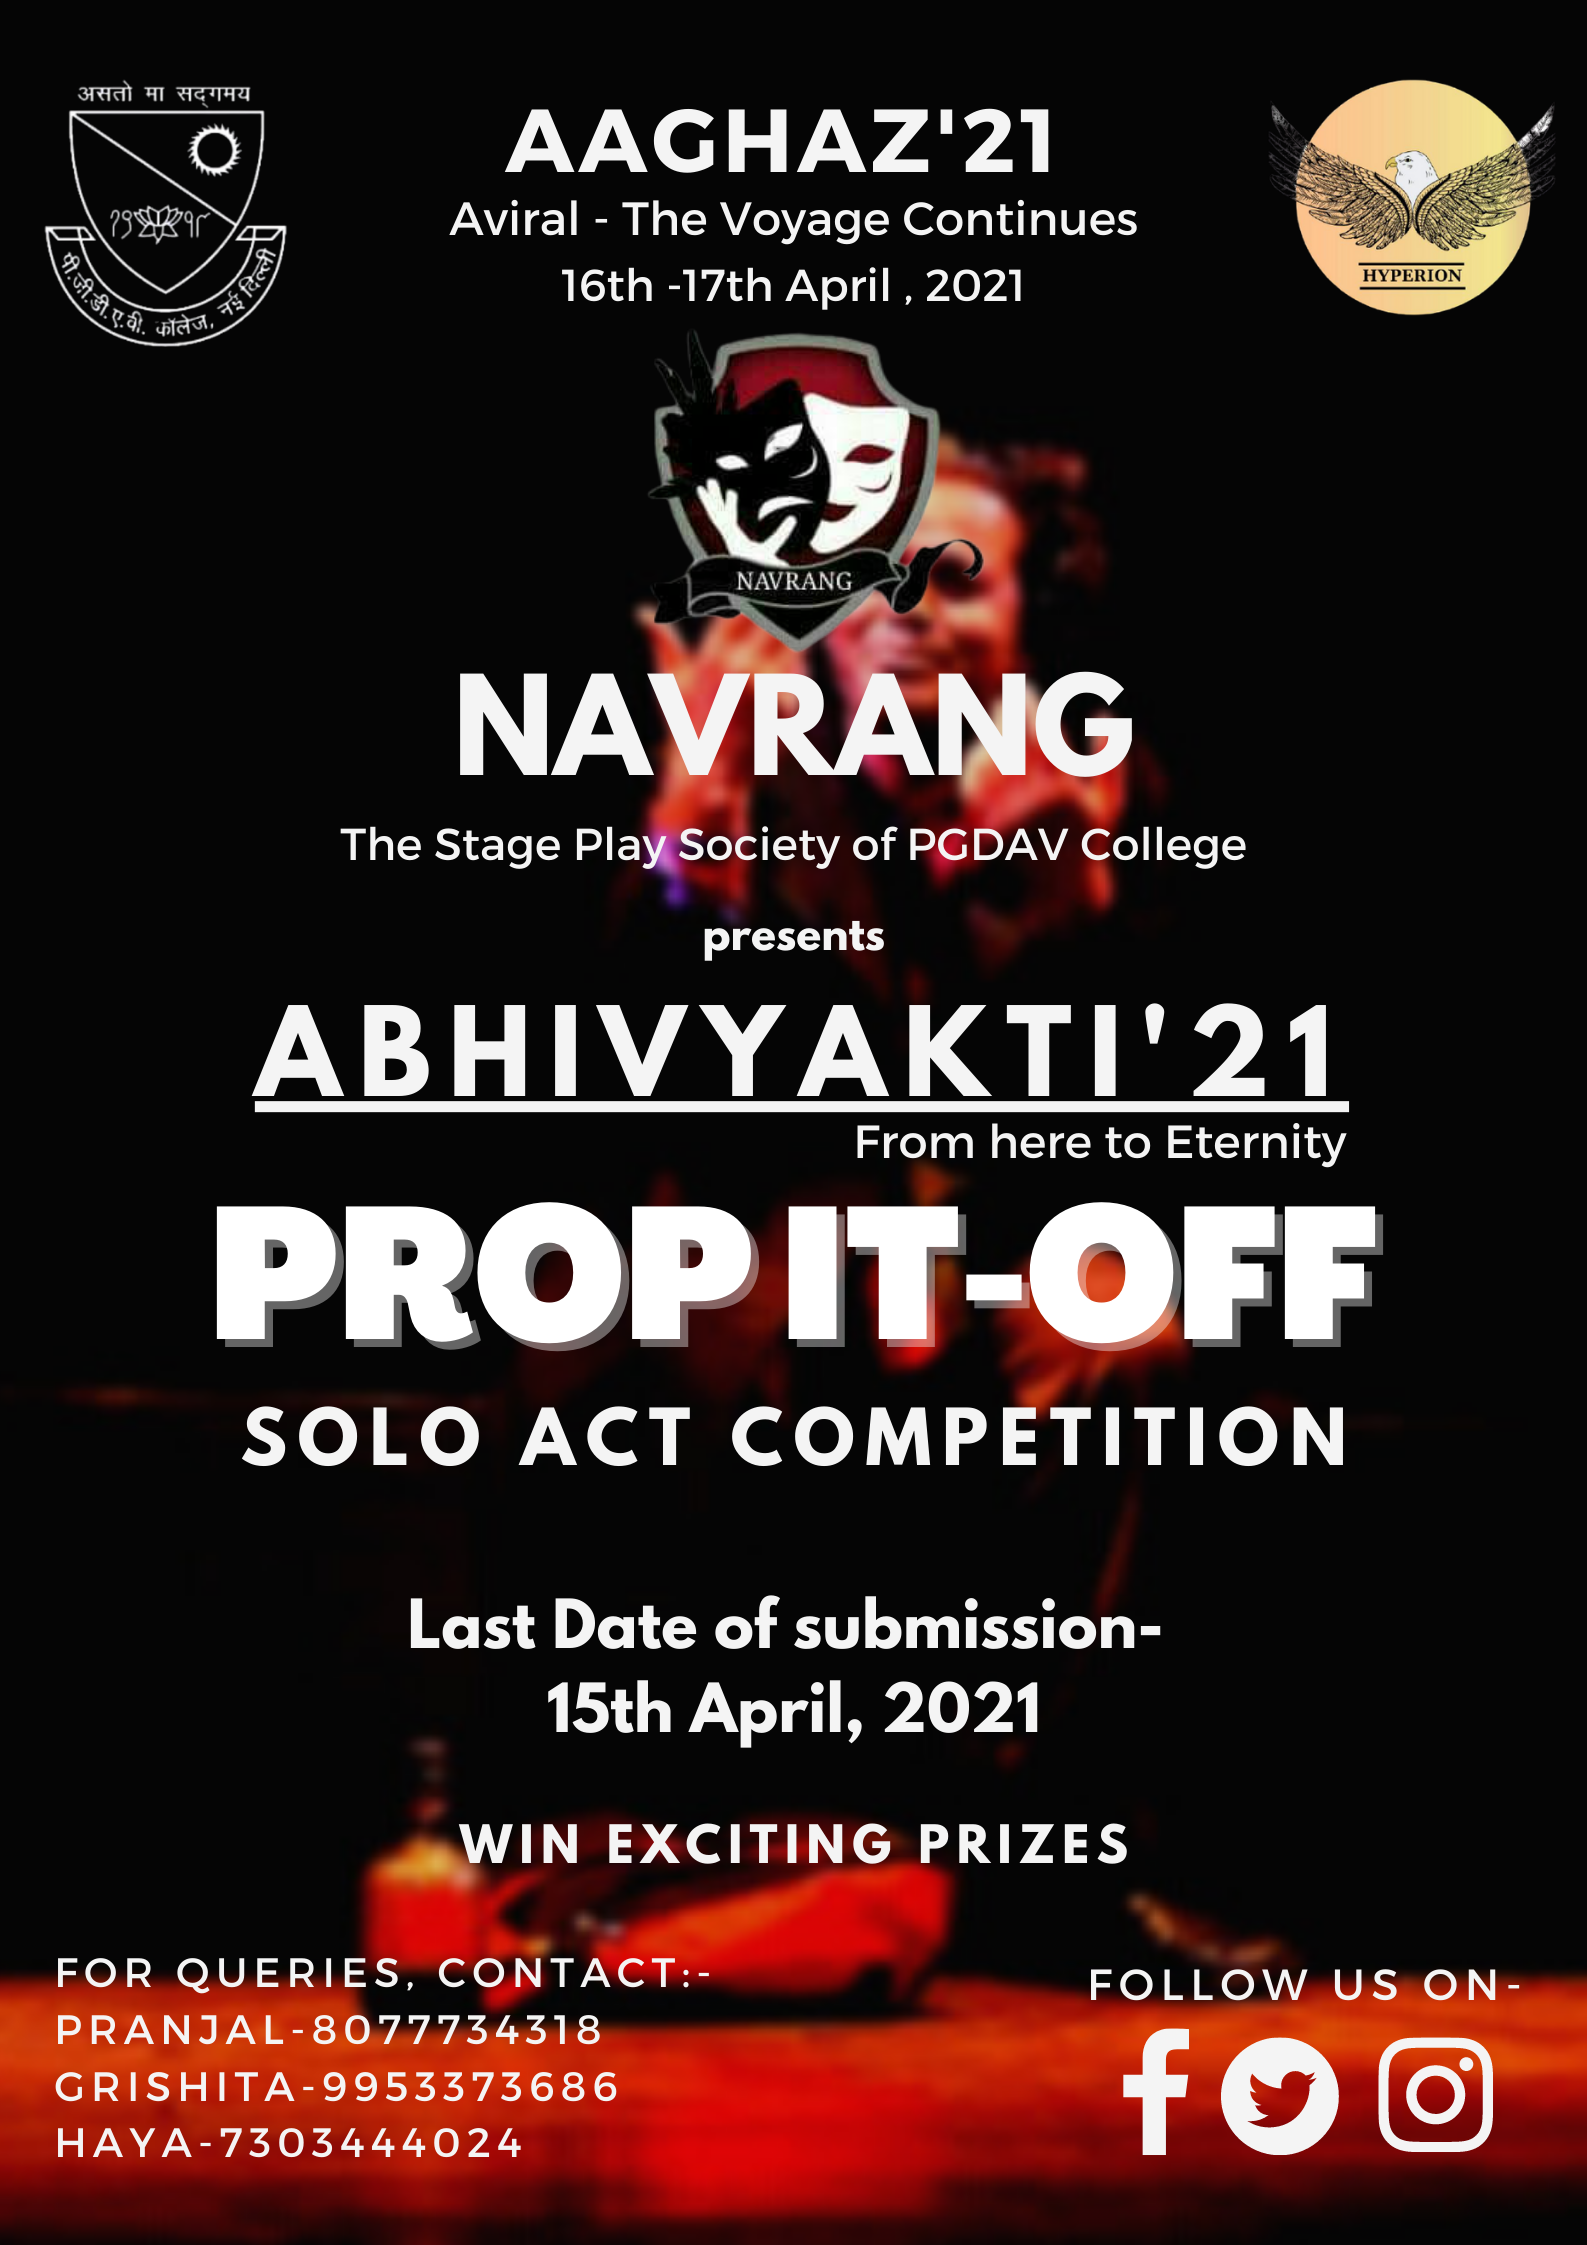 असतो मा सद्गमय
१९ ५८
पी.जी.डी.ए.वी. कॉलेज, नई दिल्ली
AAGHAZ'21
Aviral - The Voyage Continues
16th -17th April , 2021
HYPERION
NAVRANG
NAVRANG
The Stage Play Society of PGDAV College
presents
ABHIVYAKTI'21
From here to Eternity
PROP IT-OFF
SOLO ACT COMPETITION
Last Date of submission-
15th April, 2021
WIN EXCITING PRIZES
FOR QUERIES, CONTACT:-
PRANJAL-8077734318
GRISHITA-9953373686
HAYA-7303444024
FOLLOW US ON-